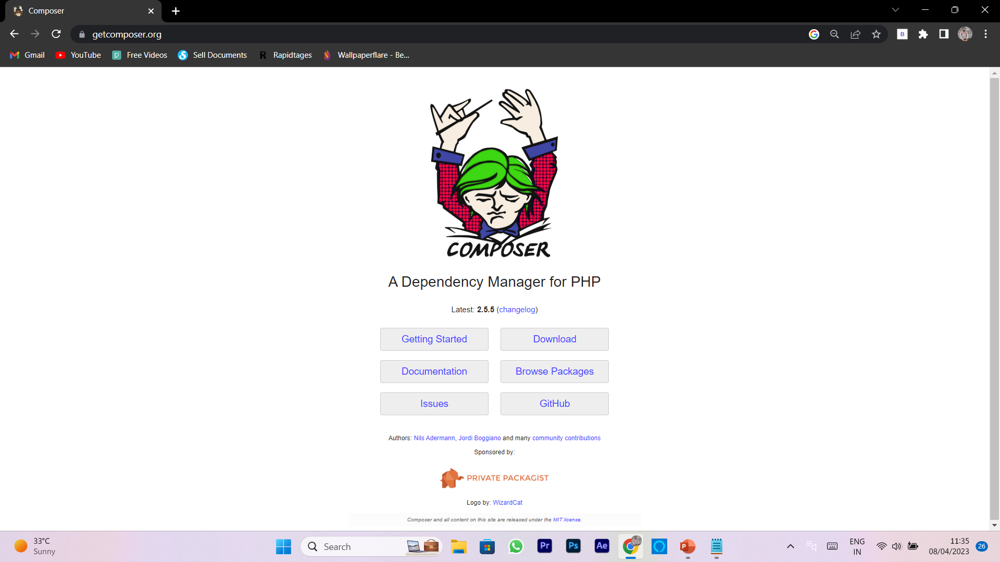 Composer
getcomposer.org
B
Gmail YouTube Free Videos Sell Documents R Rapidtages Wallpaperflare - Be...
COMPOSER
A Dependency Manager for PHP
Latest: 2.5.5 (changelog)
Getting Started Download
Documentation Browse Packages
Issues GitHub
Authors: Nils Adermann, Jordi Boggiano and many community contributions
Sponsored by:
PRIVATE PACKAGIST
Logo by: WizardCat
Composer and all content on this site are released under the MIT license.
33°C
Sunny
Search
Pr Ps Ae P
ENG
IN
11:35
08/04/2023
26